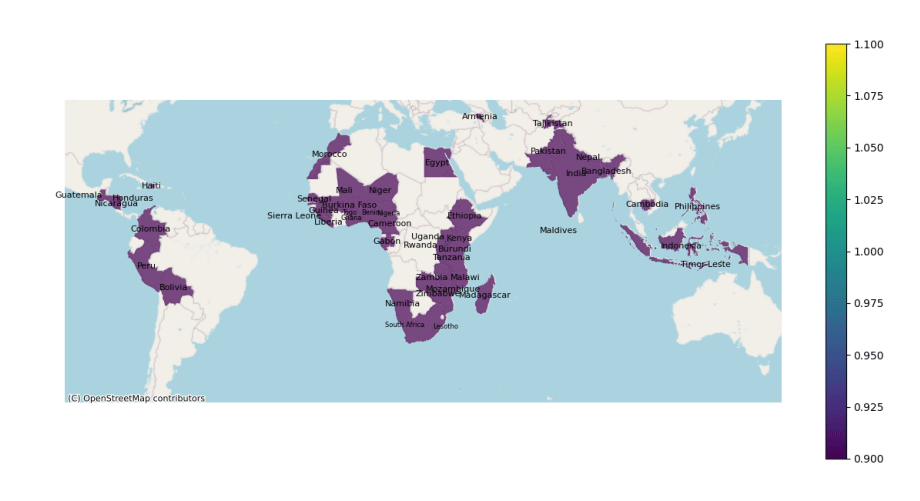 1.100
1.075
1.050
1.025
1.000
0.975
0.950
0.925
0.900
Armenia
Tajikistan
Morocco
Pakistan
Nepal
Egypt
India
Bangladesh
Haiti
Guatemala
Honduras
Nicaragua
Mali
Niger
Senegal
Burkina Faso
Cambodia
Philippines
Guinea
Togo
Benin
Nigeria
Sierra Leone
Ghana
Ethiopia
Liberia
Cameroon
Colombia
Maldives
Uganda
Kenya
Gabon
Rwanda
Indonesia
Burundi
Tanzania
Peru
Timor-Leste
Zambia
Malawi
Bolivia
Mozambique
Zimbabwe
Madagascar
Namibia
South Africa
Lesotho
(C) OpenStreetMap contributors